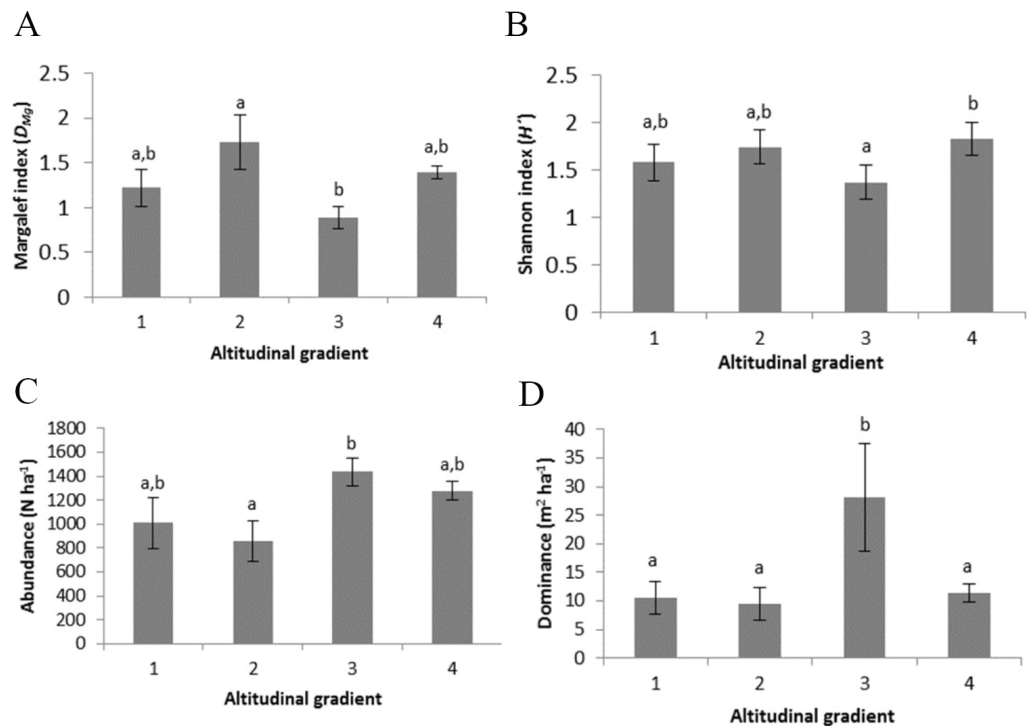 A
Margalef index (D_Mg)
2.5
2
1.5
1
0.5
0
a,b
a
b
a,b
1 2 3 4
Altitudinal gradient
B
Shannon index (H´)
2.5
2
1.5
1
0.5
0
a,b
a,b
a
b
1 2 3 4
Altitudinal gradient
C
Abundance (N ha⁻¹)
1800
1600
1400
1200
1000
800
600
400
200
0
a,b
a
b
a,b
1 2 3 4
Altitudinal gradient
D
Dominance (m² ha⁻¹)
40
35
30
25
20
15
10
5
0
a
a
b
a
1 2 3 4
Altitudinal gradient